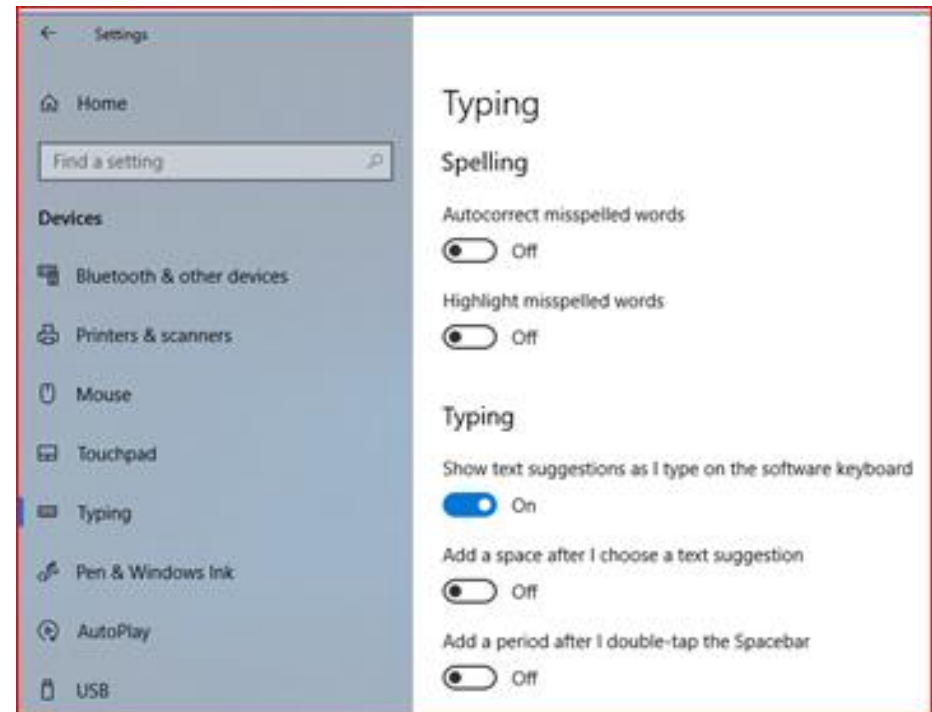 Settings
Home
Find a setting
Devices
Bluetooth & other devices
Printers & scanners
Mouse
Touchpad
Typing
Pen & Windows Ink
AutoPlay
USB
Typing
Spelling
Autocorrect misspelled words
Off
Highlight misspelled words
Off
Typing
Show text suggestions as I type on the software keyboard
On
Add a space after I choose a text suggestion
Off
Add a period after I double-tap the Spacebar
Off